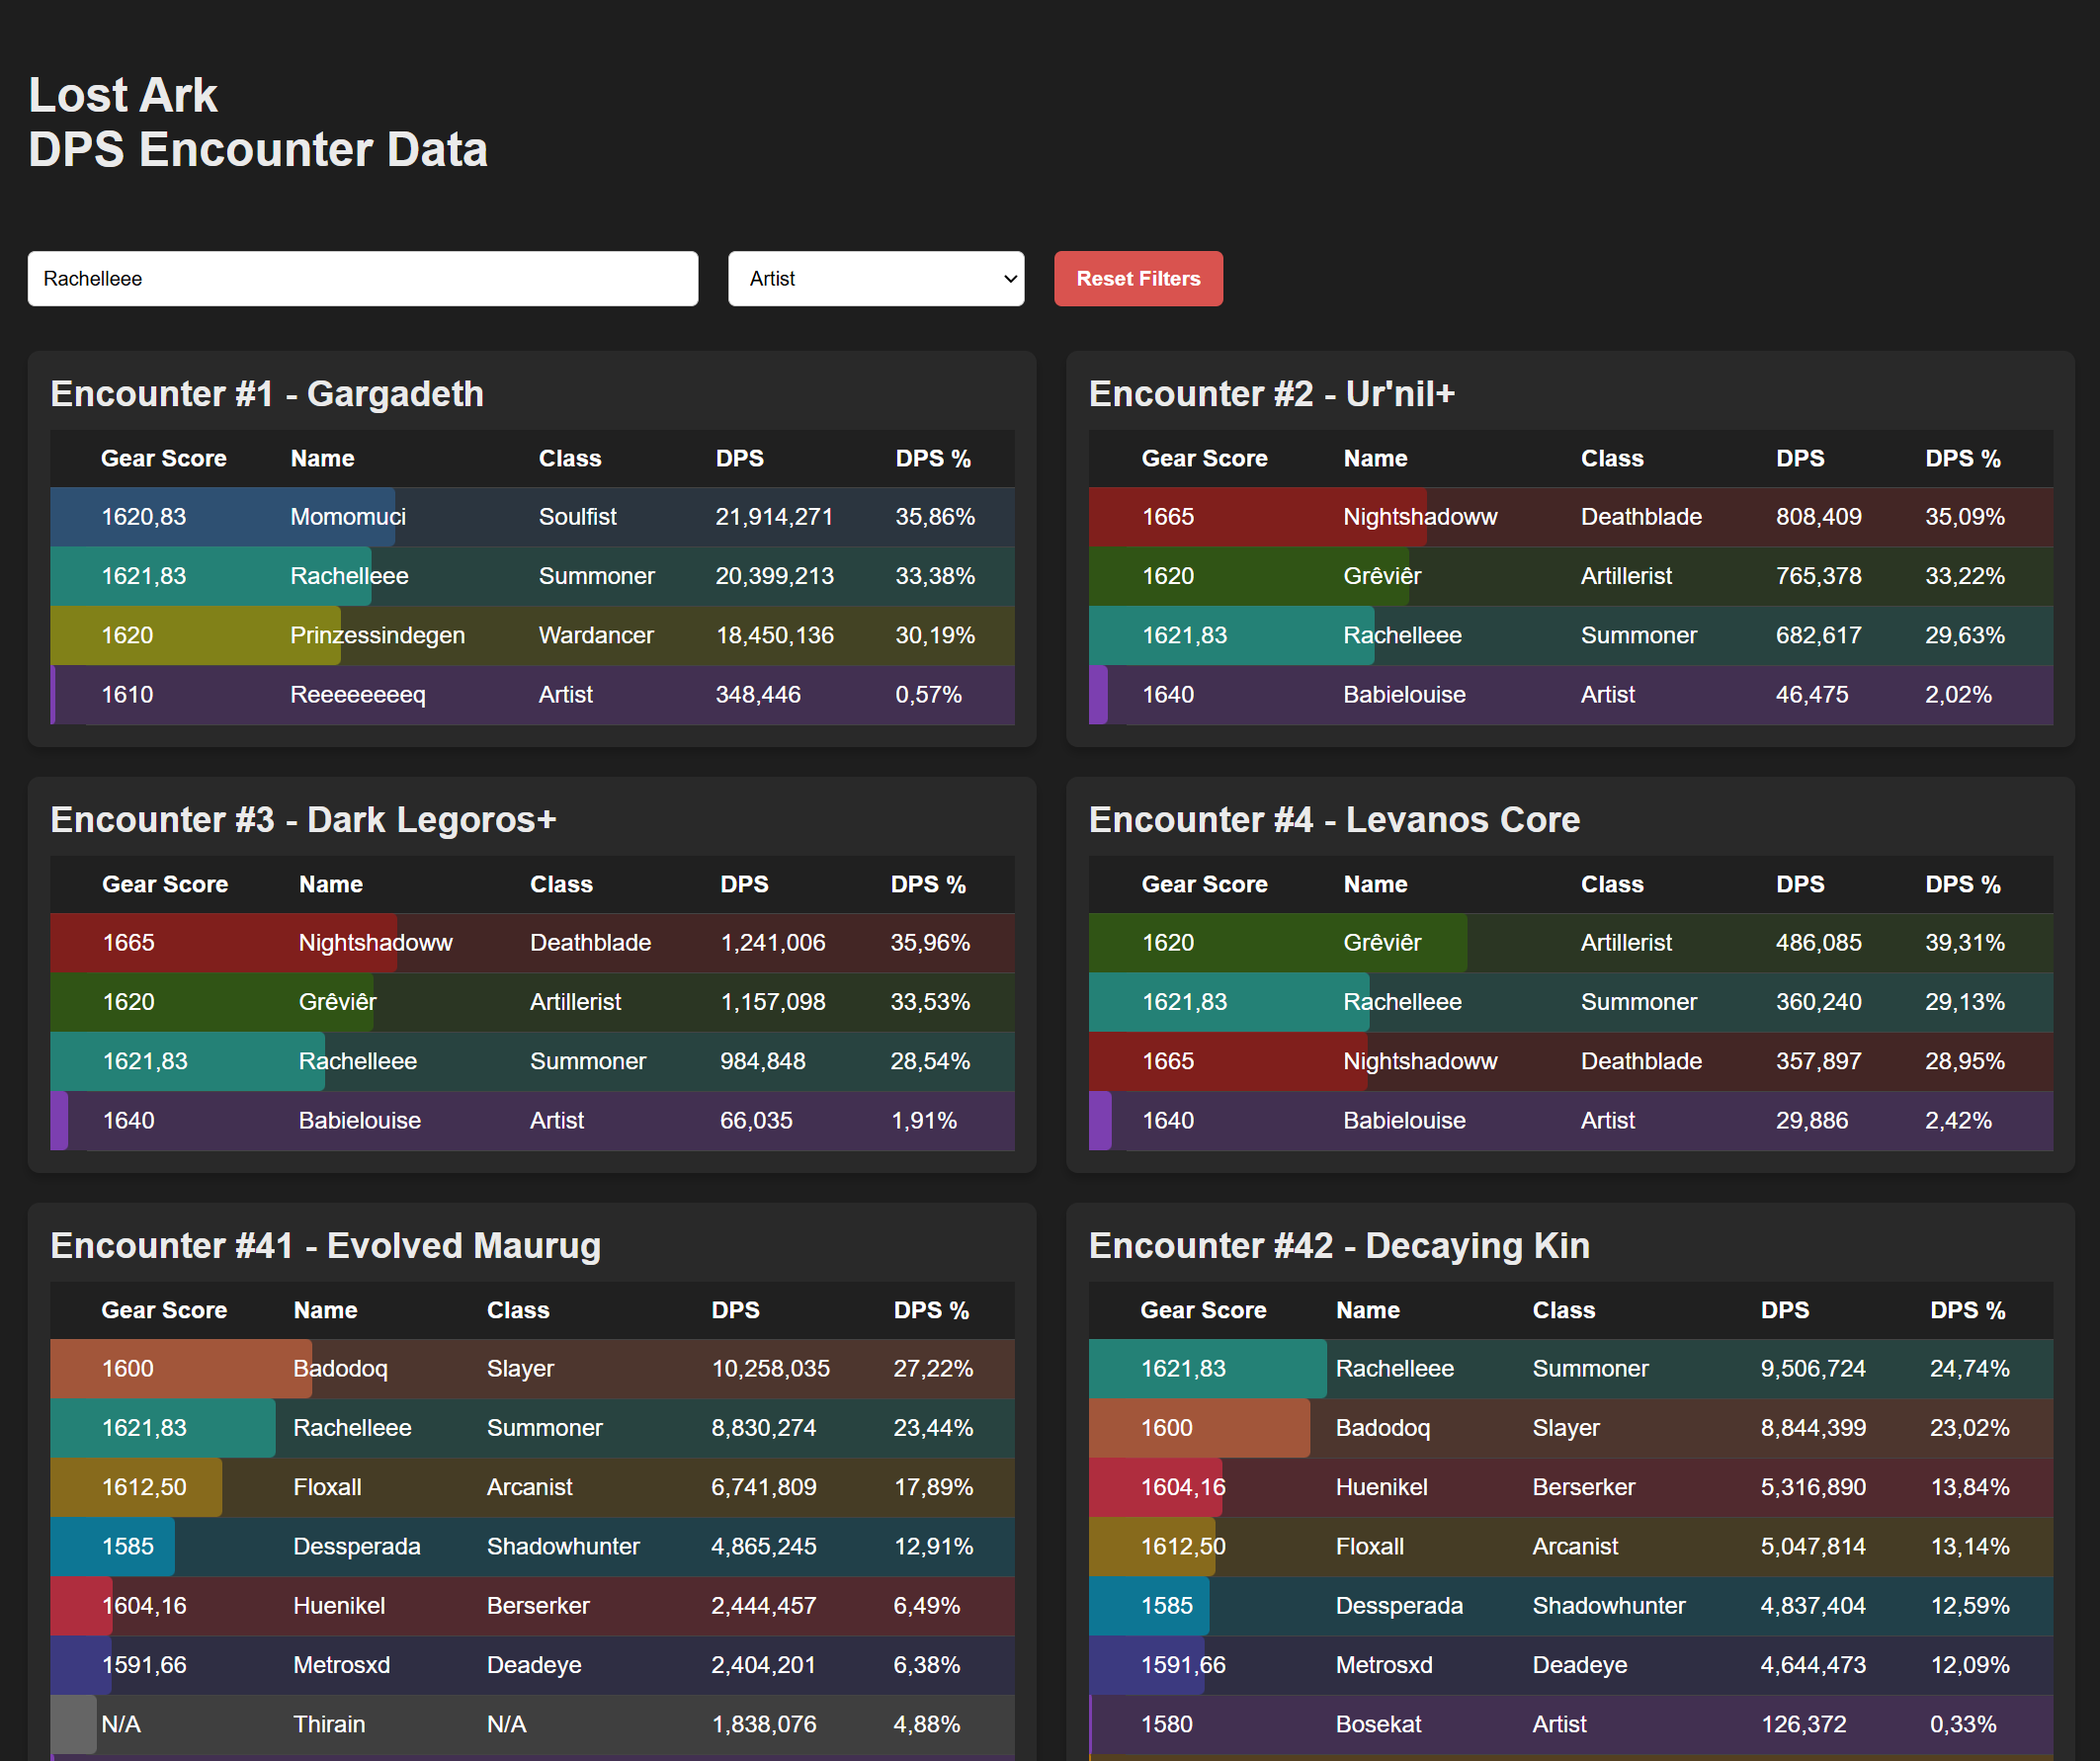 Lost Ark
DPS Encounter Data
Rachelleee Artist Reset Filters
Encounter #1 - Gargadeth
Gear Score Name Class DPS DPS %
1620,83 Momomuci Soulfist 21,914,271 35,86%
1621,83 Rachelleee Summoner 20,399,213 33,38%
1620 Prinzessindegen Wardancer 18,450,136 30,19%
1610 Reeeeeeeeq Artist 348,446 0,57%
Encounter #2 - Ur'nil+
Gear Score Name Class DPS DPS %
1665 Nightshadoww Deathblade 808,409 35,09%
1620 Grêviêr Artillerist 765,378 33,22%
1621,83 Rachelleee Summoner 682,617 29,63%
1640 Babielouise Artist 46,475 2,02%
Encounter #3 - Dark Legoros+
Gear Score Name Class DPS DPS %
1665 Nightshadoww Deathblade 1,241,006 35,96%
1620 Grêviêr Artillerist 1,157,098 33,53%
1621,83 Rachelleee Summoner 984,848 28,54%
1640 Babielouise Artist 66,035 1,91%
Encounter #4 - Levanos Core
Gear Score Name Class DPS DPS %
1620 Grêviêr Artillerist 486,085 39,31%
1621,83 Rachelleee Summoner 360,240 29,13%
1665 Nightshadoww Deathblade 357,897 28,95%
1640 Babielouise Artist 29,886 2,42%
Encounter #41 - Evolved Maurug
Gear Score Name Class DPS DPS %
1600 Badodoq Slayer 10,258,035 27,22%
1621,83 Rachelleee Summoner 8,830,274 23,44%
1612,50 Floxall Arcanist 6,741,809 17,89%
1585 Dessperada Shadowhunter 4,865,245 12,91%
1604,16 Huenikel Berserker 2,444,457 6,49%
1591,66 Metrosxd Deadeye 2,404,201 6,38%
N/A Thirain N/A 1,838,076 4,88%
Encounter #42 - Decaying Kin
Gear Score Name Class DPS DPS %
1621,83 Rachelleee Summoner 9,506,724 24,74%
1600 Badodoq Slayer 8,844,399 23,02%
1604,16 Huenikel Berserker 5,316,890 13,84%
1612,50 Floxall Arcanist 5,047,814 13,14%
1585 Dessperada Shadowhunter 4,837,404 12,59%
1591,66 Metrosxd Deadeye 4,644,473 12,09%
1580 Bosekat Artist 126,372 0,33%